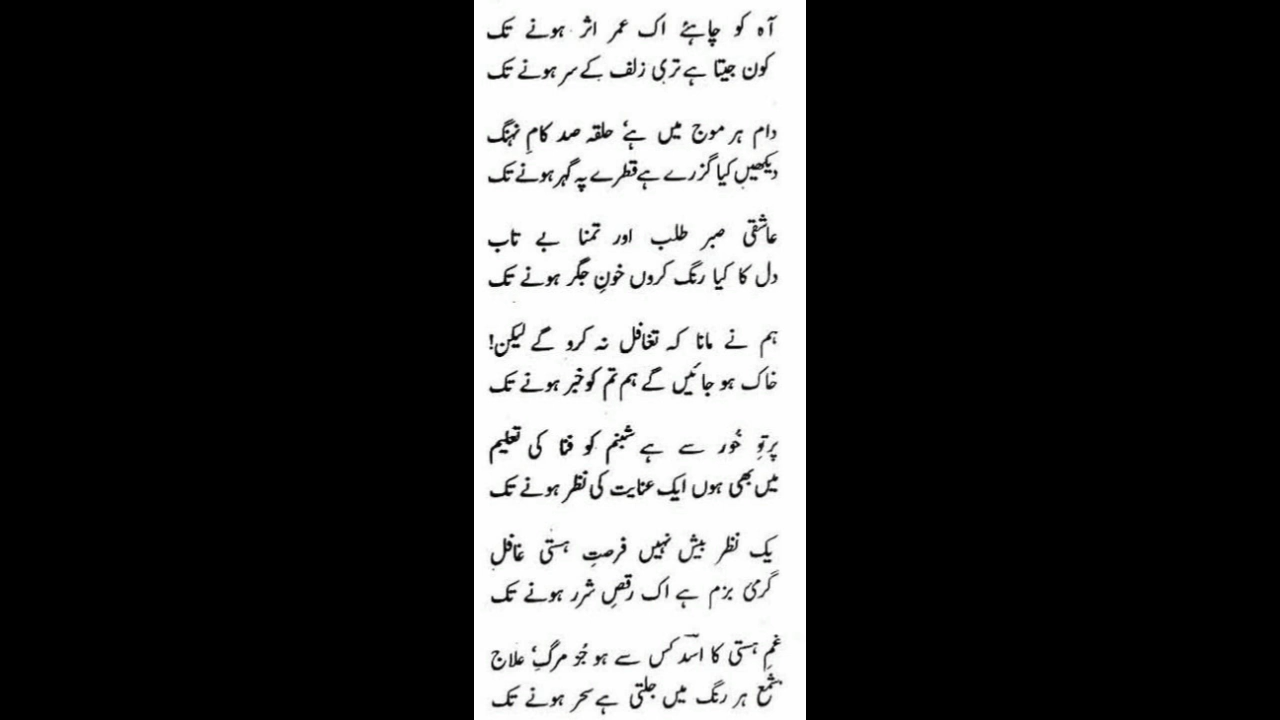 آہ کو چاہئے اک عمر اثر ہونے تک
کون جیتا ہے تری زلف کے سر ہونے تک
دام ہر موج میں ہے، حلقہ صد کامِ نہنگ
دیکھیں کیا گزرے ہے قطرے پہ گہر ہونے تک
عاشقی صبر طلب اور تمنا بے تاب
دل کا کیا رنگ کروں خونِ جگر ہونے تک
ہم نے مانا کہ تغافل نہ کرو گے لیکن!
خاک ہو جائیں گے ہم تم کو خبر ہونے تک
پرتوِ خُور سے ہے شبنم کو فنا کی تعلیم
میں بھی ہوں ایک عنایت کی نظر ہونے تک
یک نظر بیش نہیں فرصتِ ہستی غافل
گرمیٔ بزم ہے اک رقصِ شرر ہونے تک
غمِ ہستی کا اسدؔ کس سے ہو جُز مرگ، علاج
شمع ہر رنگ میں جلتی ہے سحر ہونے تک